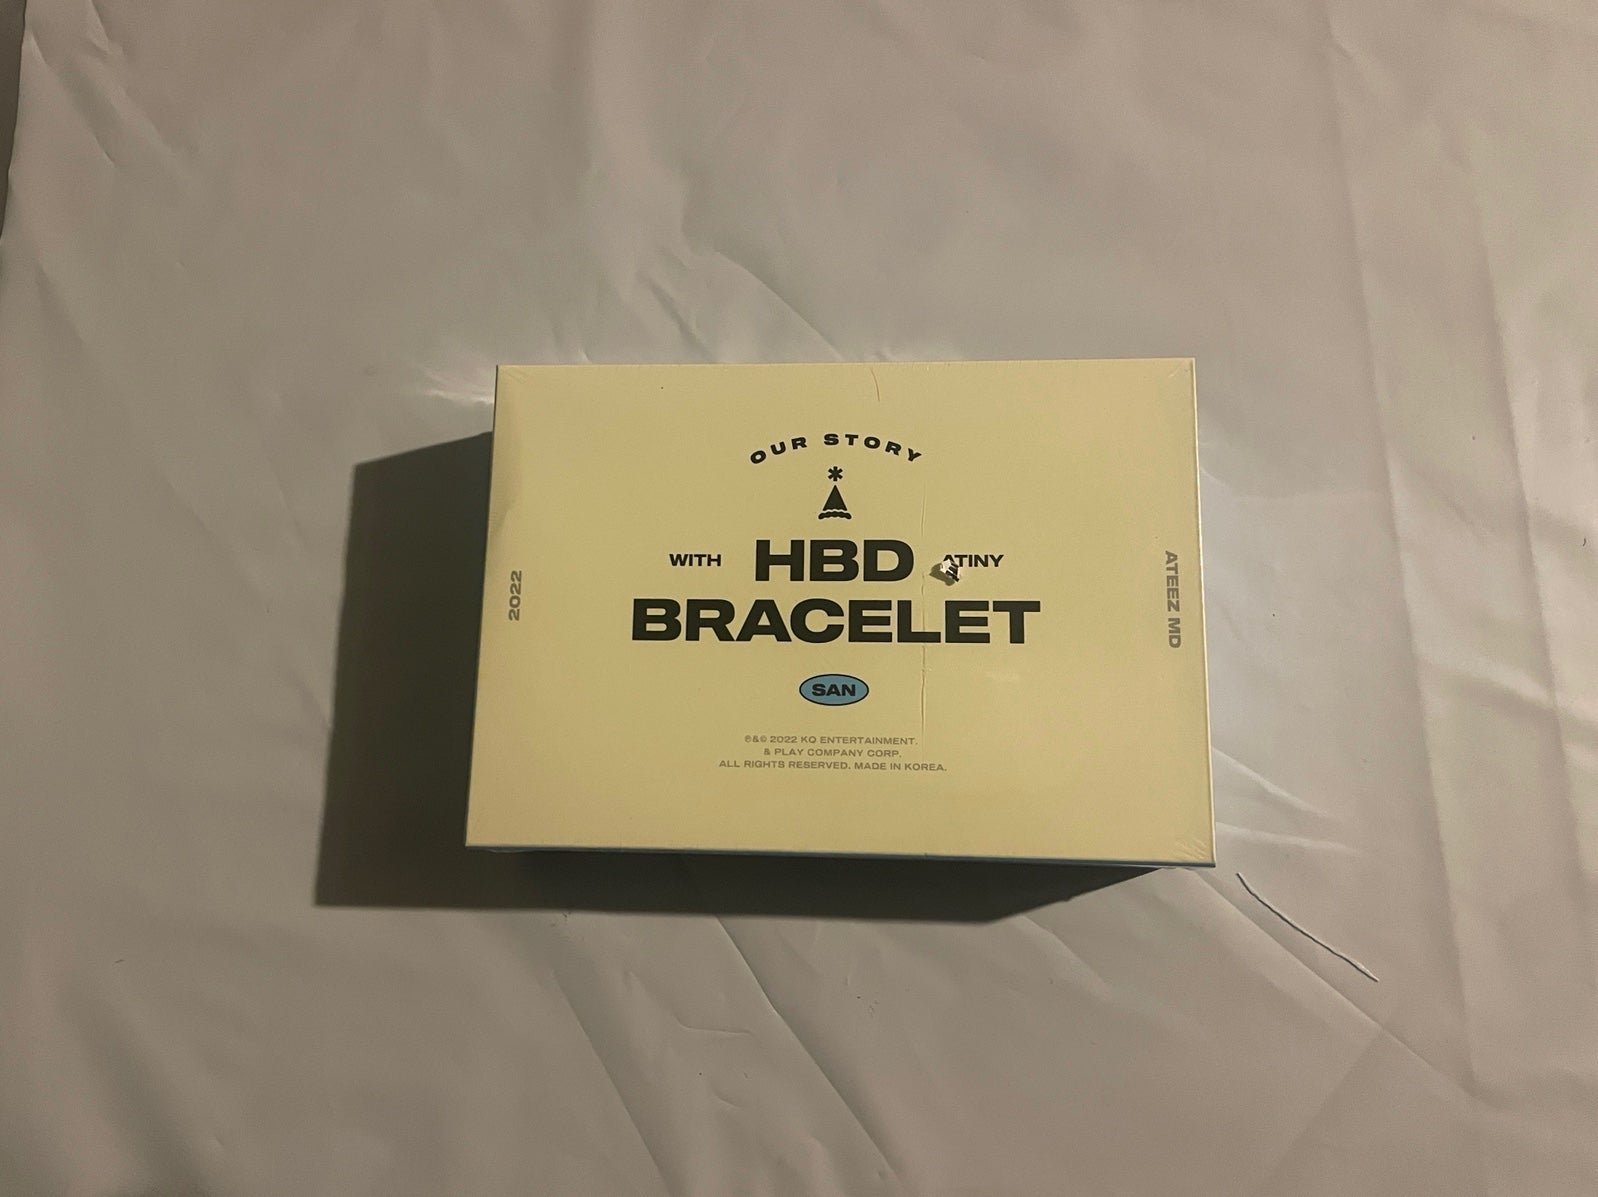 OUR STORY
WITH HBD ATINY
BRACELET
SAN
℗&© 2022 KQ ENTERTAINMENT.
& PLAY COMPANY CORP.
ALL RIGHTS RESERVED. MADE IN KOREA.
2022
ATEEZ MD